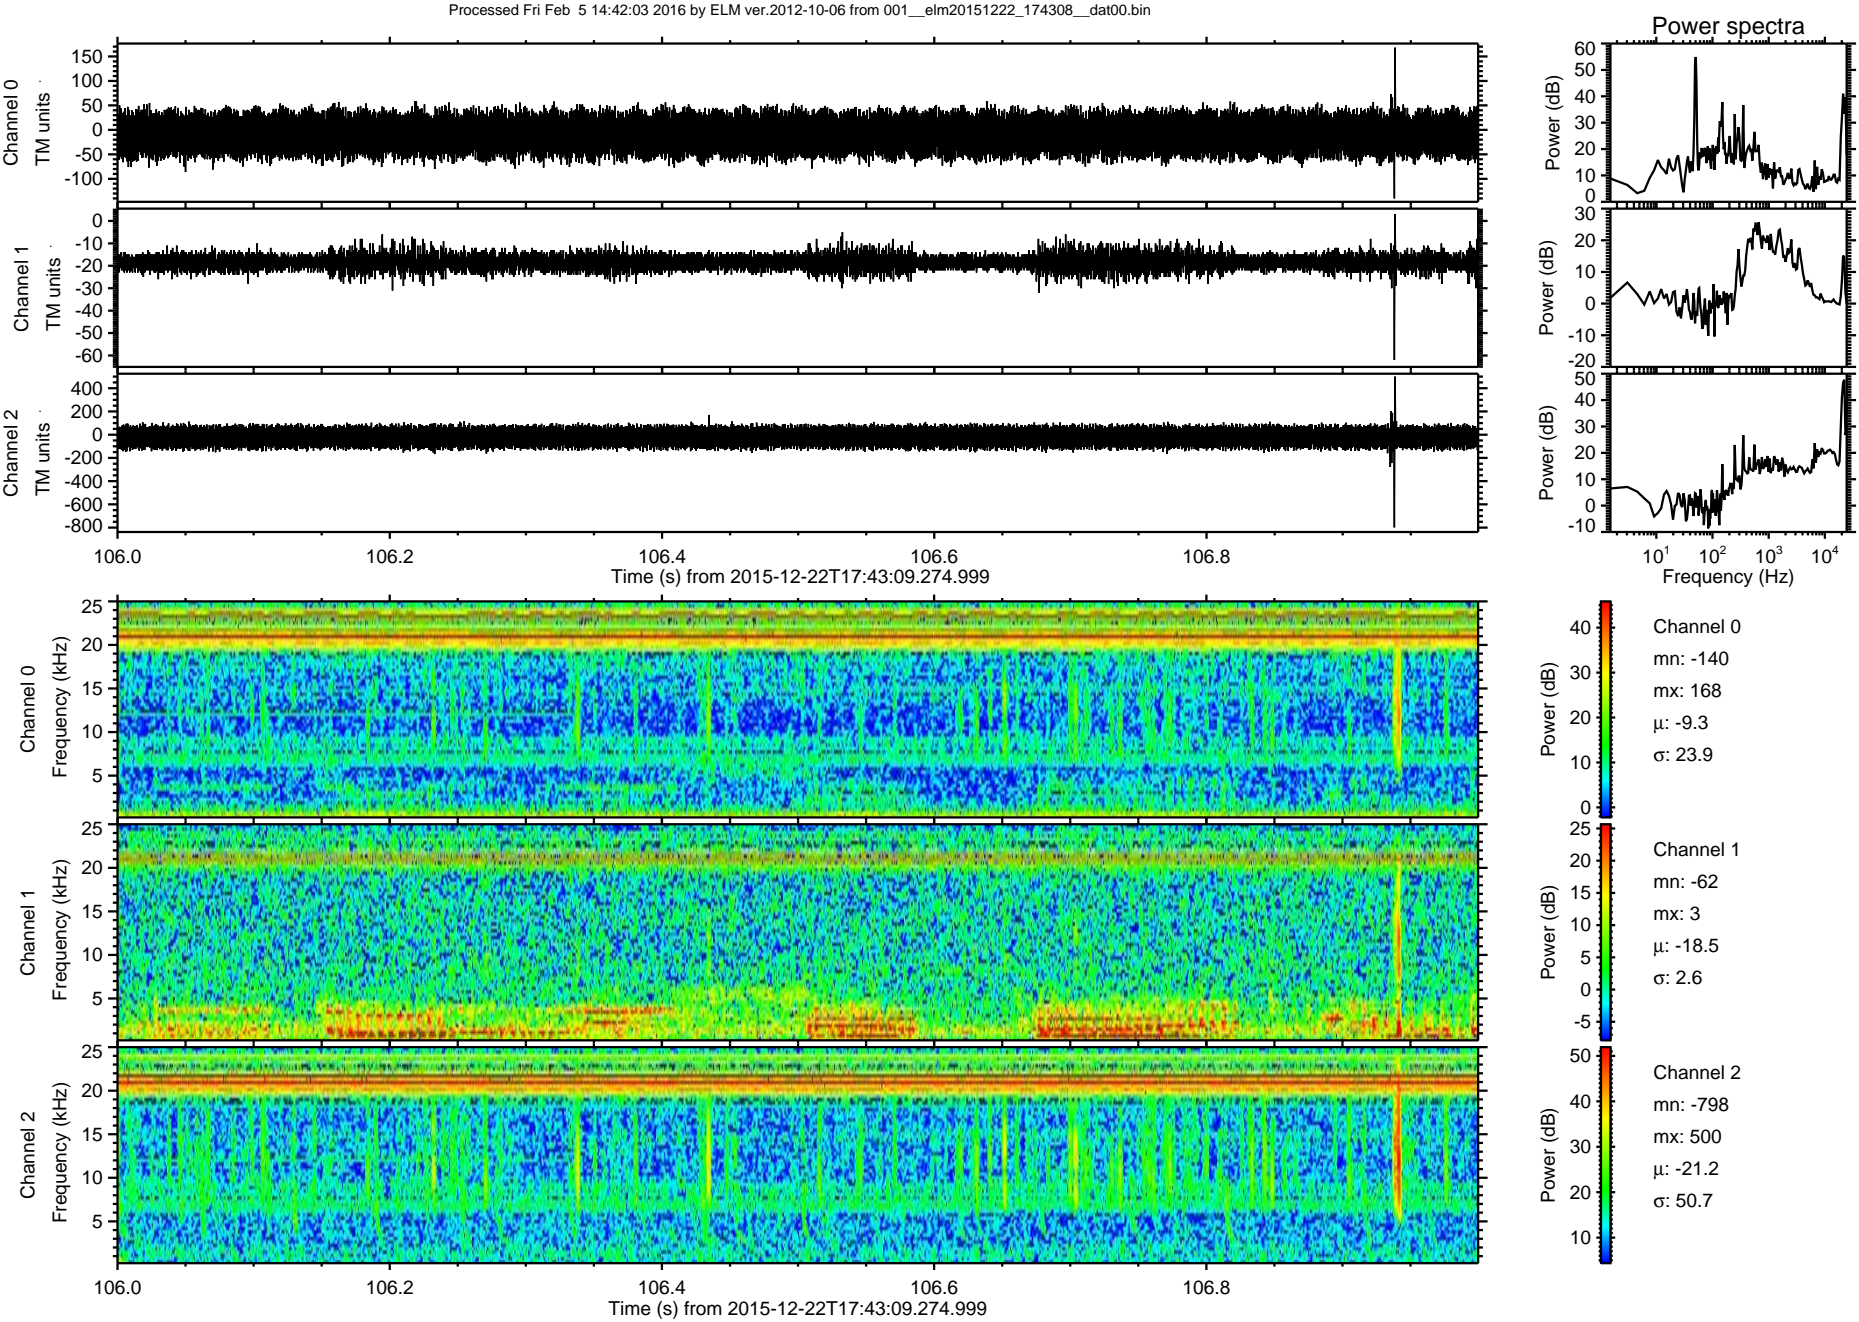 Processed Fri Feb 5 14:42:03 2016 by ELM ver.2012-10-06 from 001__elm20151222_174308__dat00.bin
Power spectra
Channel 0
TM units
150
100
50
0
-50
-100
Power (dB)
60
50
40
30
20
10
0
Channel 1
TM units
0
-10
-20
-30
-40
-50
-60
Power (dB)
30
20
10
0
-10
-20
Channel 2
TM units
400
200
0
-200
-400
-600
-800
Power (dB)
50
40
30
20
10
0
-10
106.0 106.2 106.4 106.6 106.8
Time (s) from 2015-12-22T17:43:09.274.999
10^1 10^2 10^3 10^4
Frequency (Hz)
Channel 0
Frequency (kHz)
25
20
15
10
5
Power (dB)
40
30
20
10
0
Channel 0
mn: -140
mx: 168
μ: -9.3
σ: 23.9
Channel 1
Frequency (kHz)
25
20
15
10
5
Power (dB)
25
20
15
10
5
0
-5
Channel 1
mn: -62
mx: 3
μ: -18.5
σ: 2.6
Channel 2
Frequency (kHz)
25
20
15
10
5
Power (dB)
50
40
30
20
10
Channel 2
mn: -798
mx: 500
μ: -21.2
σ: 50.7
106.0 106.2 106.4 106.6 106.8
Time (s) from 2015-12-22T17:43:09.274.999